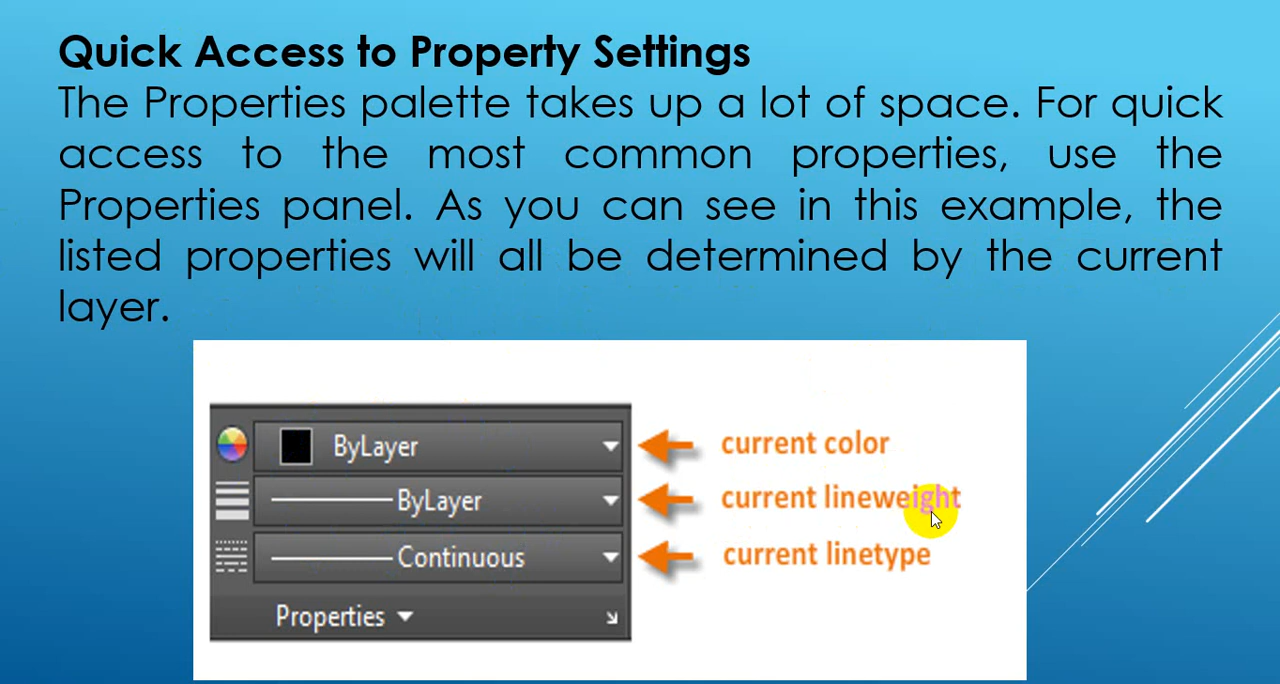 Quick Access to Property Settings
The Properties palette takes up a lot of space. For quick
access to the most common properties, use the
Properties panel. As you can see in this example, the
listed properties will all be determined by the current
layer.
ByLayer current color
ByLayer current lineweight
Continuous current linetype
Properties